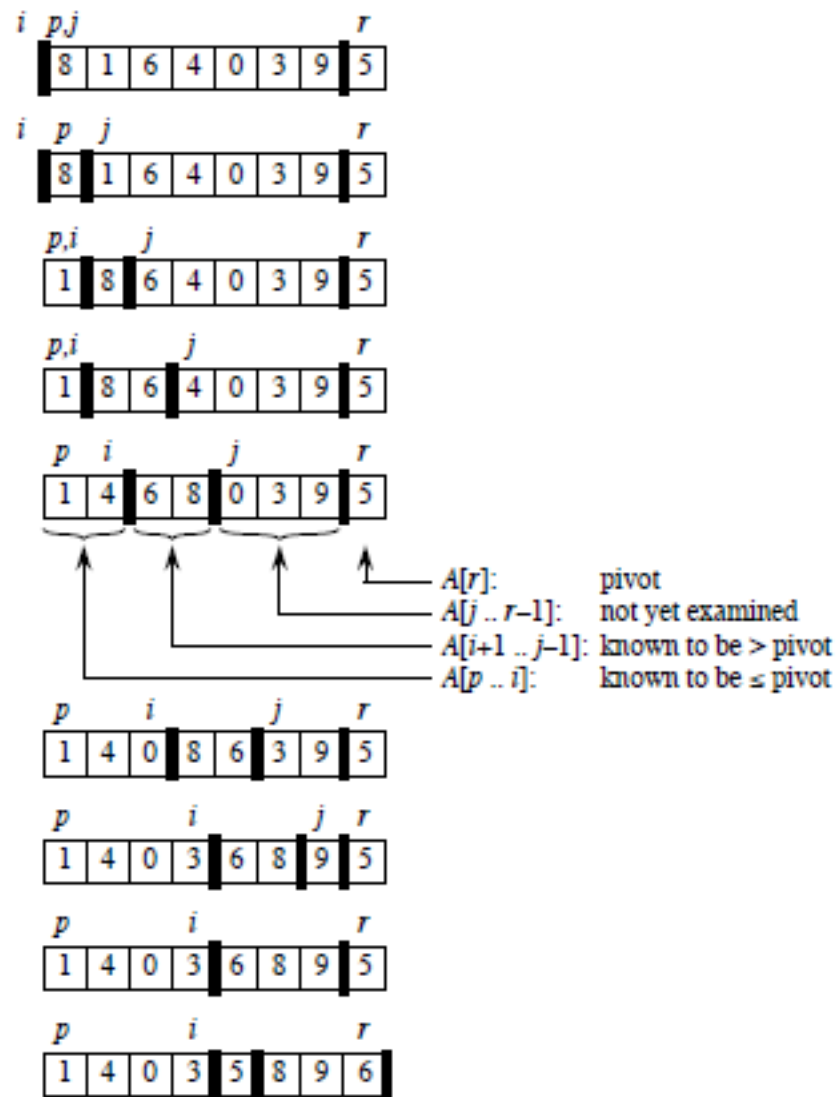 i p,j r
8 1 6 4 0 3 9 5
i p j r
8 1 6 4 0 3 9 5
p,i j r
1 8 6 4 0 3 9 5
p,i j r
1 8 6 4 0 3 9 5
p i j r
1 4 6 8 0 3 9 5
A[r]: pivot
A[j .. r–1]: not yet examined
A[i+1 .. j–1]: known to be > pivot
A[p .. i]: known to be ≤ pivot
p i j r
1 4 0 8 6 3 9 5
p i j r
1 4 0 3 6 8 9 5
p i r
1 4 0 3 6 8 9 5
p i r
1 4 0 3 5 8 9 6